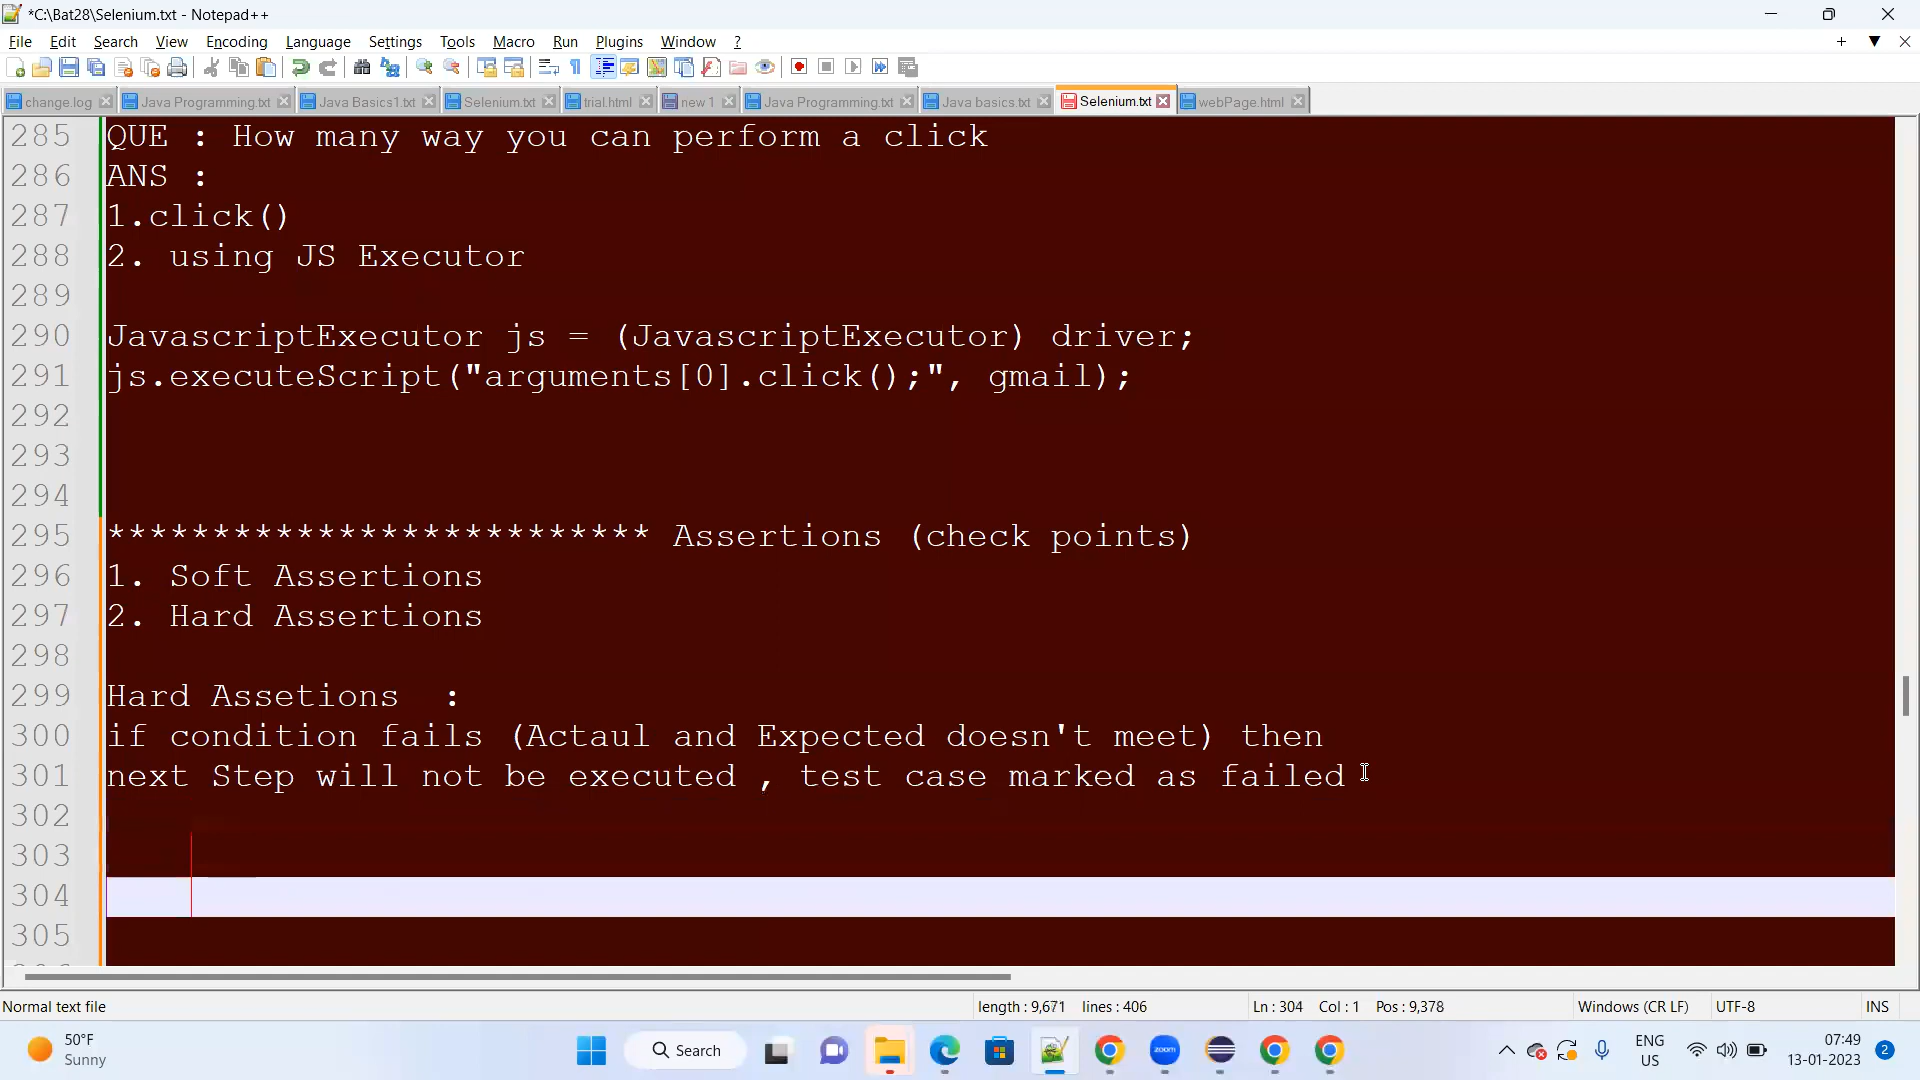 *C:\Bat28\Selenium.txt - Notepad++
File Edit Search View Encoding Language Settings Tools Macro Run Plugins Window ?
change.log Java Programming.txt Java Basics1.txt Selenium.txt trial.html new 1 Java Programming.txt Java basics.txt Selenium.txt webPage.html
285 QUE : How many way you can perform a click
286 ANS :
287 1.click()
288 2. using JS Executor
289
290 JavascriptExecutor js = (JavascriptExecutor) driver;
291 js.executeScript("arguments[0].click();", gmail);
292
293
294
295 ************************** Assertions (check points)
296 1. Soft Assertions
297 2. Hard Assertions
298
299 Hard Assetions  :
300 if condition fails (Actaul and Expected doesn't meet) then
301 next Step will not be executed , test case marked as failed
302
303
304
305
Normal text file length : 9,671 lines : 406 Ln : 304 Col : 1 Pos : 9,378 Windows (CR LF) UTF-8 INS
50°F
Sunny
Search
zoom
ENG
US
07:49
13-01-2023
2